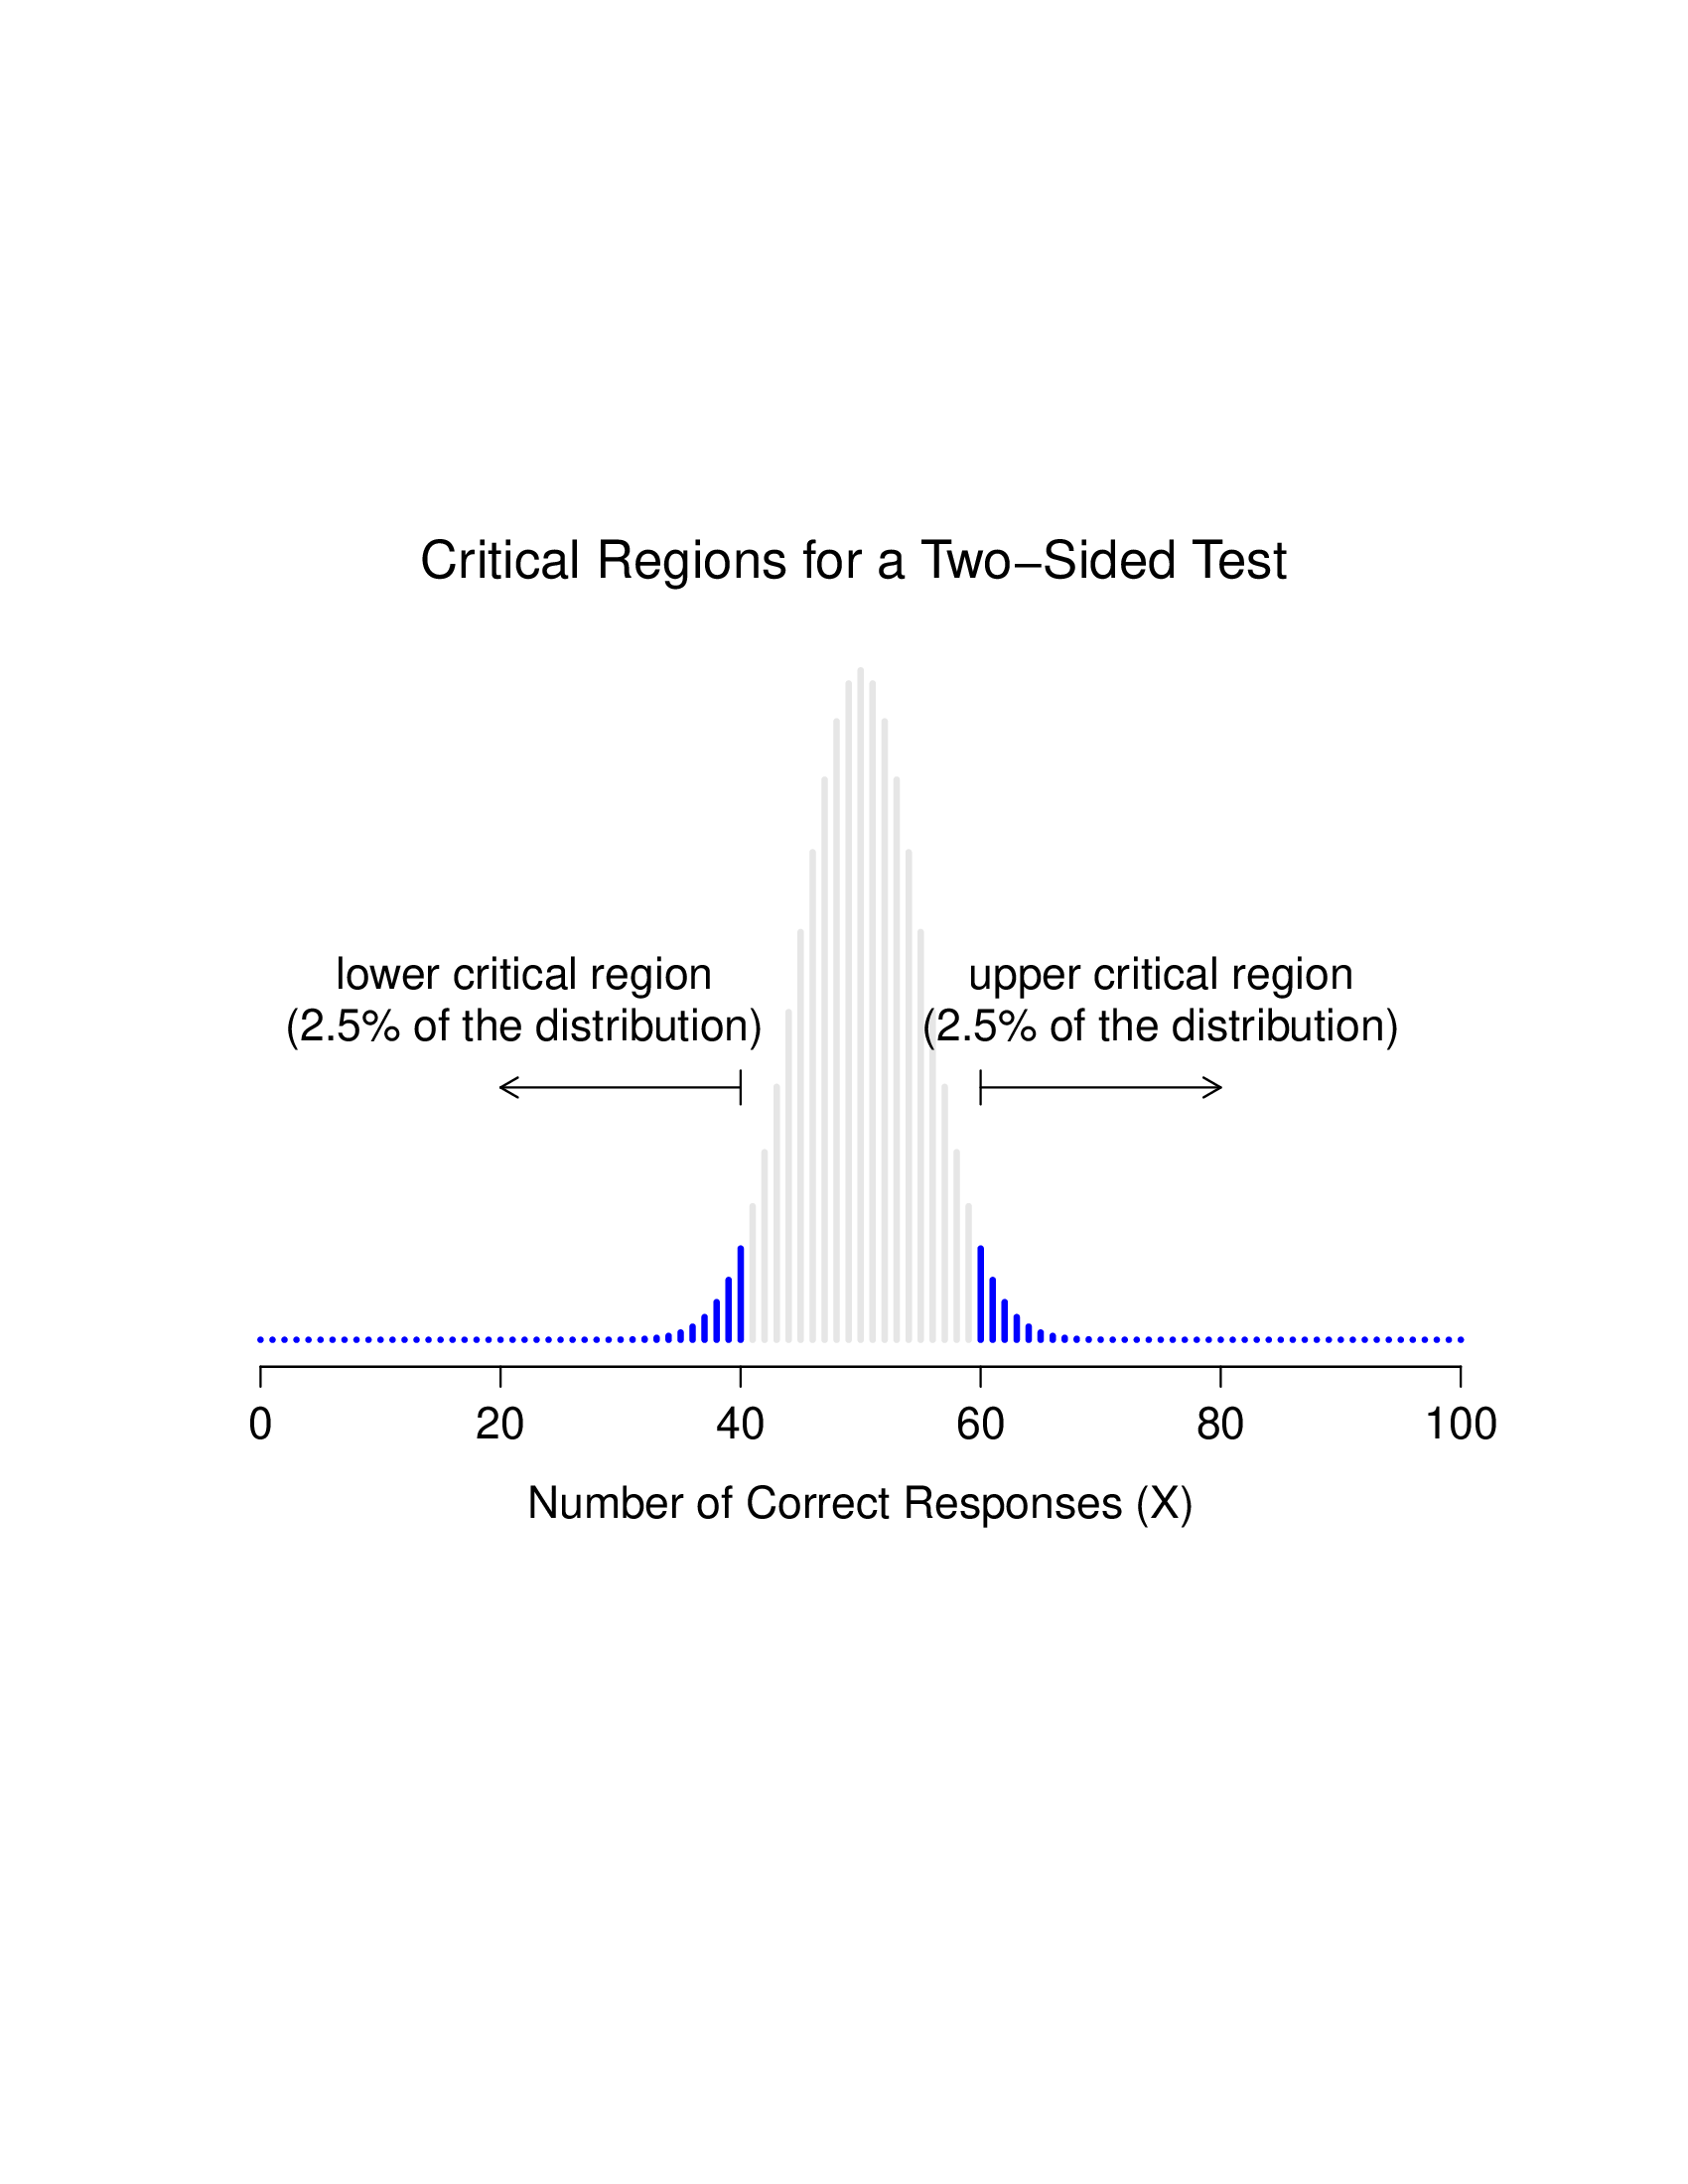 Critical Regions for a Two−Sided Test
lower critical region
(2.5% of the distribution)
upper critical region
(2.5% of the distribution)
0 20 40 60 80 100
Number of Correct Responses (X)